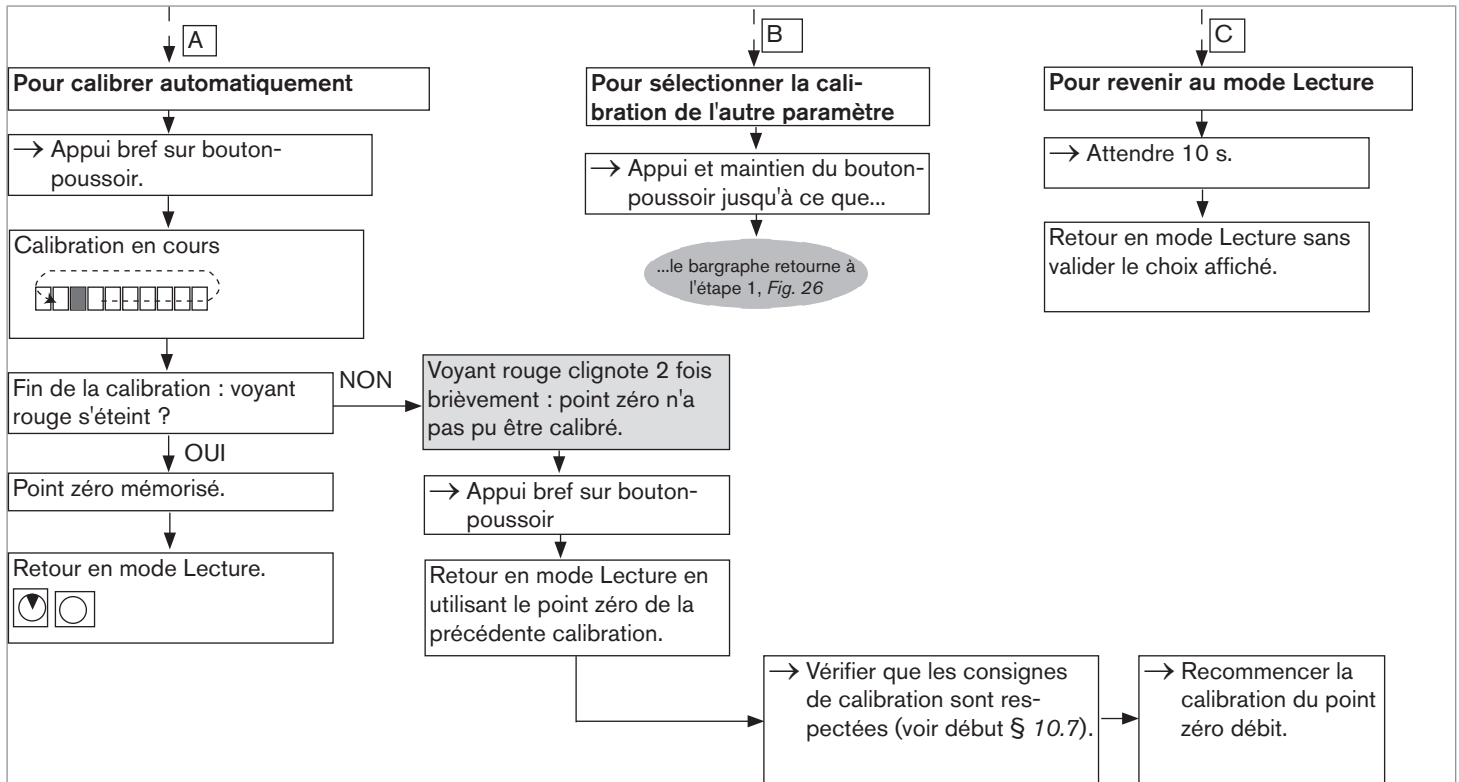 A
Pour calibrer automatiquement
→ Appui bref sur bouton-
poussoir.
Calibration en cours
Fin de la calibration : voyant
rouge s'éteint ?
OUI
Point zéro mémorisé.
Retour en mode Lecture.
NON
Voyant rouge clignote 2 fois
brièvement : point zéro n'a
pas pu être calibré.
→ Appui bref sur bouton-
poussoir
Retour en mode Lecture en
utilisant le point zéro de la
précédente calibration.
→ Vérifier que les consignes
de calibration sont res-
pectées (voir début § 10.7).
→ Recommencer la
calibration du point
zéro débit.
B
Pour sélectionner la cali-
bration de l'autre paramètre
→ Appui et maintien du bouton-
poussoir jusqu'à ce que...
...le bargraphe retourne à
l'étape 1, Fig. 26
C
Pour revenir au mode Lecture
→ Attendre 10 s.
Retour en mode Lecture sans
valider le choix affiché.